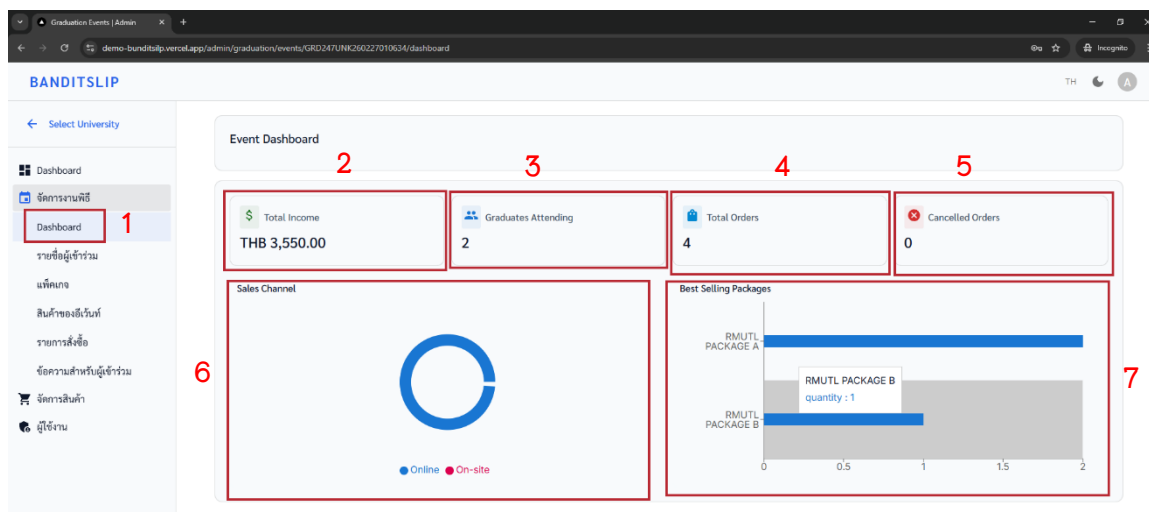 Graduation Events | Admin
demo-bunditsilp.vercel.app/admin/graduation/events/GRD247UNK260227010634/dashboard
Incognito
BANDITSLIP
TH
A
Select University
Event Dashboard
Dashboard
จัดการงานพิธี
Dashboard
1
รายชื่อผู้เข้าร่วม
แพ็คเกจ
สินค้าของอีเว้นท์
รายการสั่งซื้อ
ข้อความสำหรับผู้เข้าร่วม
จัดการสินค้า
ผู้ใช้งาน
2
3
4
5
$ Total Income
THB 3,550.00
Graduates Attending
2
Total Orders
4
Cancelled Orders
0
Sales Channel
6
Online
On-site
Best Selling Packages
7
RMUTL
PACKAGE A
RMUTL PACKAGE B
quantity : 1
RMUTL
PACKAGE B
0 0.5 1 1.5 2